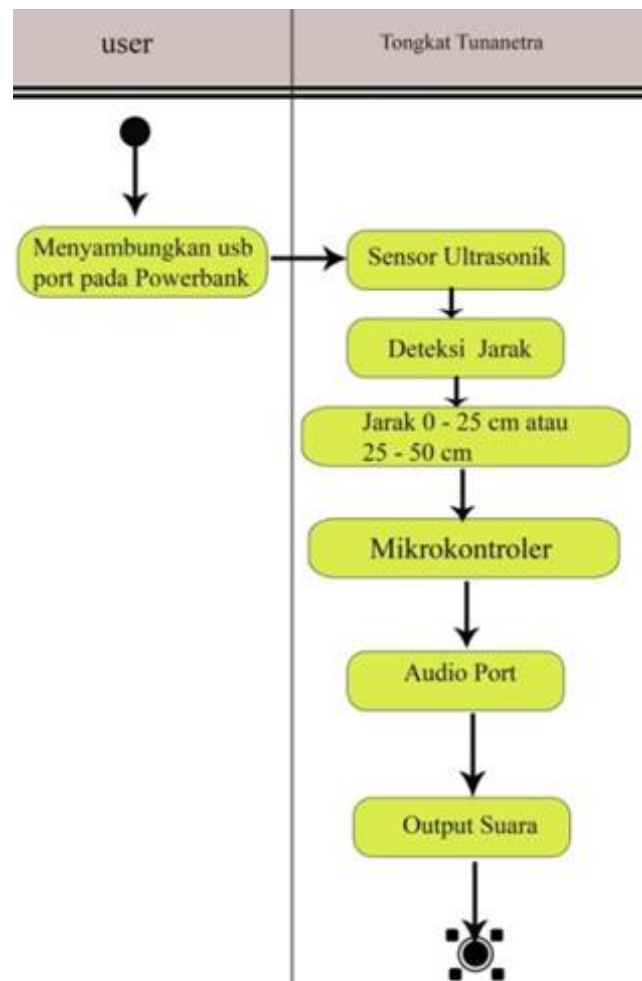 user
Tongkat Tunanetra
Menyambungkan usb
port pada Powerbank
Sensor Ultrasonik
Deteksi Jarak
Jarak 0 - 25 cm atau
25 - 50 cm
Mikrokontroler
Audio Port
Output Suara